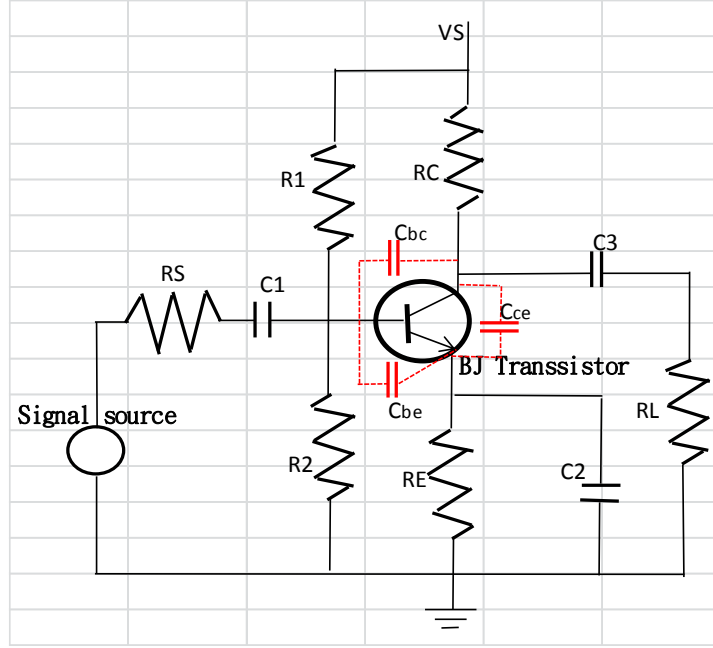 VS
R1
RC
Cbc
C3
RS
C1
Cce
BJ Transsistor
Signal source
Cbe
RL
R2
RE
C2